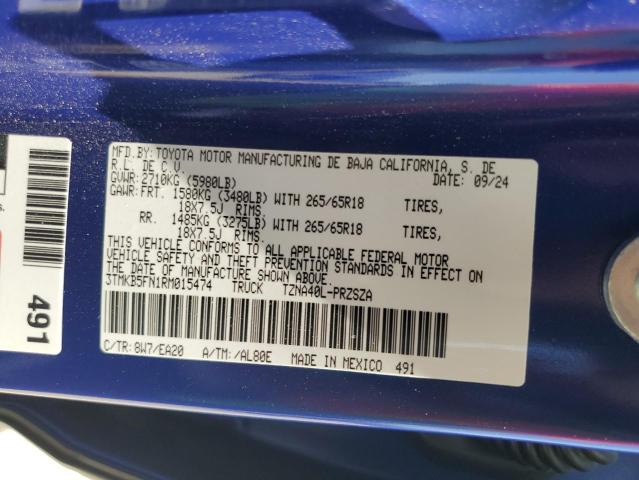 MFD.BY: TOYOTA MOTOR MANUFACTURING DE BAJA CALIFORNIA, S. DE
R.L. DE C.V. DATE: 09/24
GVWR: 2710KG (5980LB)
GAWR: FRT. 1580KG (3480LB) WITH 265/65R18 TIRES,
18X7.5J RIMS.
RR. 1485KG (3275LB) WITH 265/65R18 TIRES,
18X7.5J RIMS.
THIS VEHICLE CONFORMS TO ALL APPLICABLE FEDERAL MOTOR
VEHICLE SAFETY AND THEFT PREVENTION STANDARDS IN EFFECT ON
THE DATE OF MANUFACTURE SHOWN ABOVE.
3TMKB5FN1RM015474 TRUCK TZNA40L-PRZSZA
C/TR: 8W7/EA20 A/TM: /AL80E MADE IN MEXICO 491
491
s.